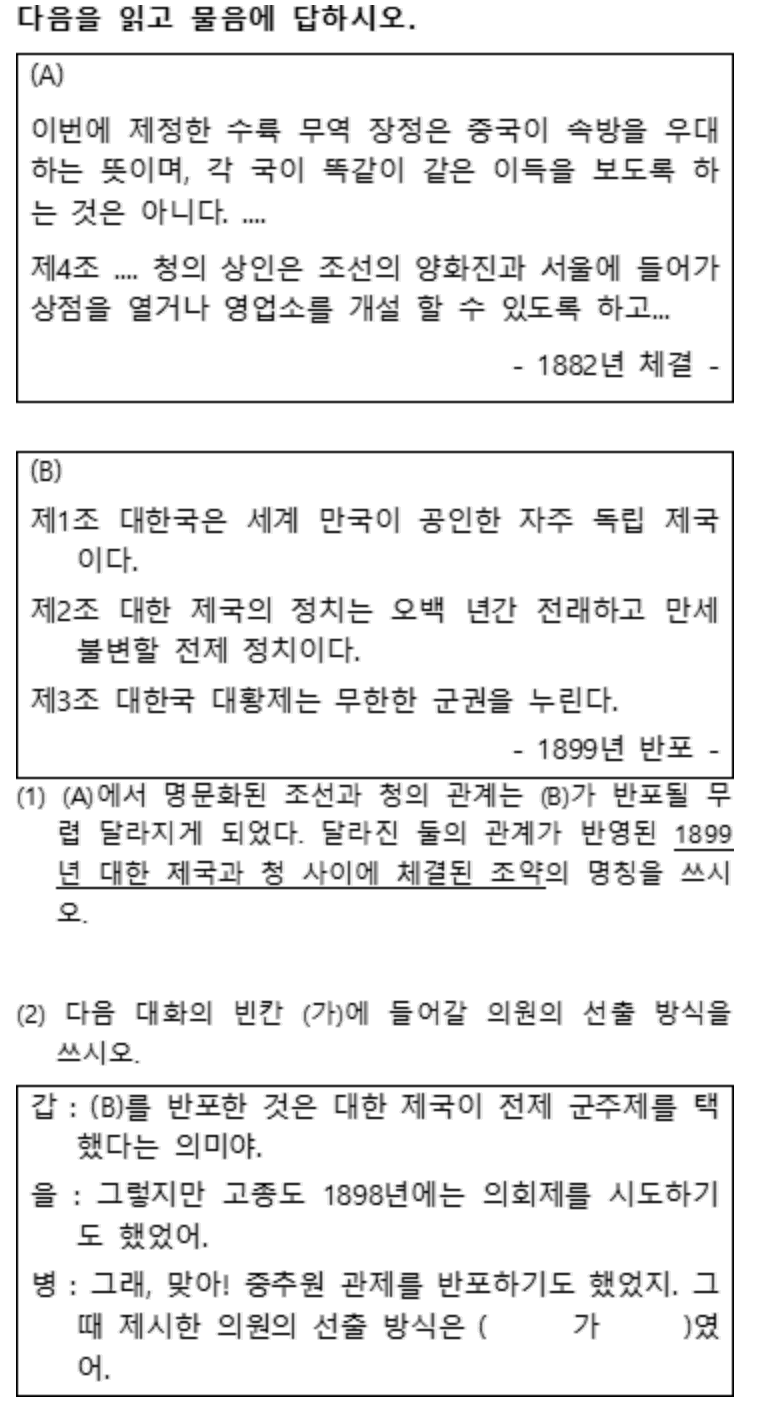 다음을 읽고 물음에 답하시오.
(A)
이번에 제정한 수륙 무역 장정은 중국이 속방을 우대
하는 뜻이며, 각 국이 똑같이 같은 이득을 보도록 하
는 것은 아니다. ....
제4조 .... 청의 상인은 조선의 양화진과 서울에 들어가
상점을 열거나 영업소를 개설 할 수 있도록 하고...
- 1882년 체결 -
(B)
제1조 대한국은 세계 만국이 공인한 자주 독립 제국
이다.
제2조 대한 제국의 정치는 오백 년간 전래하고 만세
불변할 전제 정치이다.
제3조 대한국 대황제는 무한한 군권을 누린다.
- 1899년 반포 -
(1) (A)에서 명문화된 조선과 청의 관계는 (B)가 반포될 무
렵 달라지게 되었다. 달라진 둘의 관계가 반영된 1899
년 대한 제국과 청 사이에 체결된 조약의 명칭을 쓰시
오.
(2) 다음 대화의 빈칸 (가)에 들어갈 의원의 선출 방식을
쓰시오.
갑 : (B)를 반포한 것은 대한 제국이 전제 군주제를 택
했다는 의미야.
을 : 그렇지만 고종도 1898년에는 의회제를 시도하기
도 했었어.
병 : 그래, 맞아! 중추원 관제를 반포하기도 했었지. 그
때 제시한 의원의 선출 방식은 ( 가 )였
어.